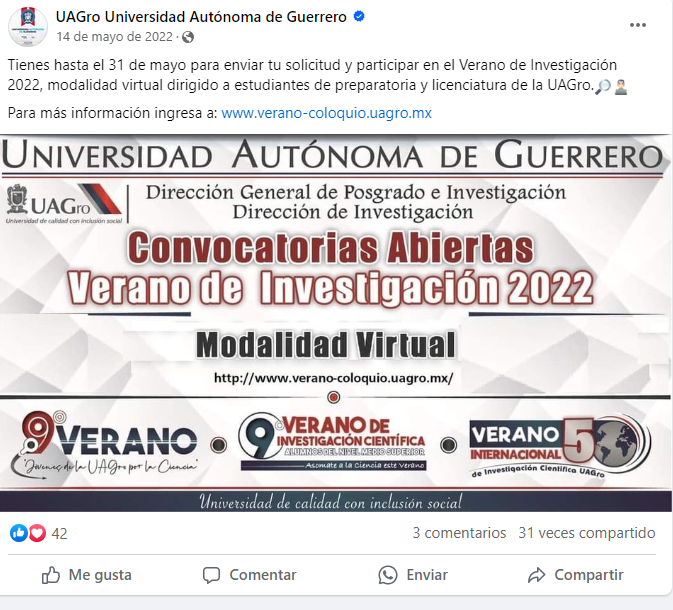 UAGro Universidad Autónoma de Guerrero
14 de mayo de 2022 ·
Tienes hasta el 31 de mayo para enviar tu solicitud y participar en el Verano de Investigación
2022, modalidad virtual dirigido a estudiantes de preparatoria y licenciatura de la UAGro.
Para más información ingresa a: www.verano-coloquio.uagro.mx
UNIVERSIDAD AUTÓNOMA DE GUERRERO
UAGro
Universidad de calidad con inclusión social
Dirección General de Posgrado e Investigación
Dirección de Investigación
Convocatorias Abiertas
Verano de Investigación 2022
Modalidad Virtual
http://www.verano-coloquio.uagro.mx/
9 VERANO
"Jóvenes de la UAGro por la Ciencia"
9 VERANO DE
INVESTIGACIÓN CIENTÍFICA
ALUMNOS DEL NIVEL MEDIO SUPERIOR
Asomate a la Ciencia este Verano
VERANO 50
INTERNACIONAL
de Investigación Científica UAGro
Universidad de calidad con inclusión social
42
3 comentarios 31 veces compartido
Me gusta Comentar Enviar Compartir